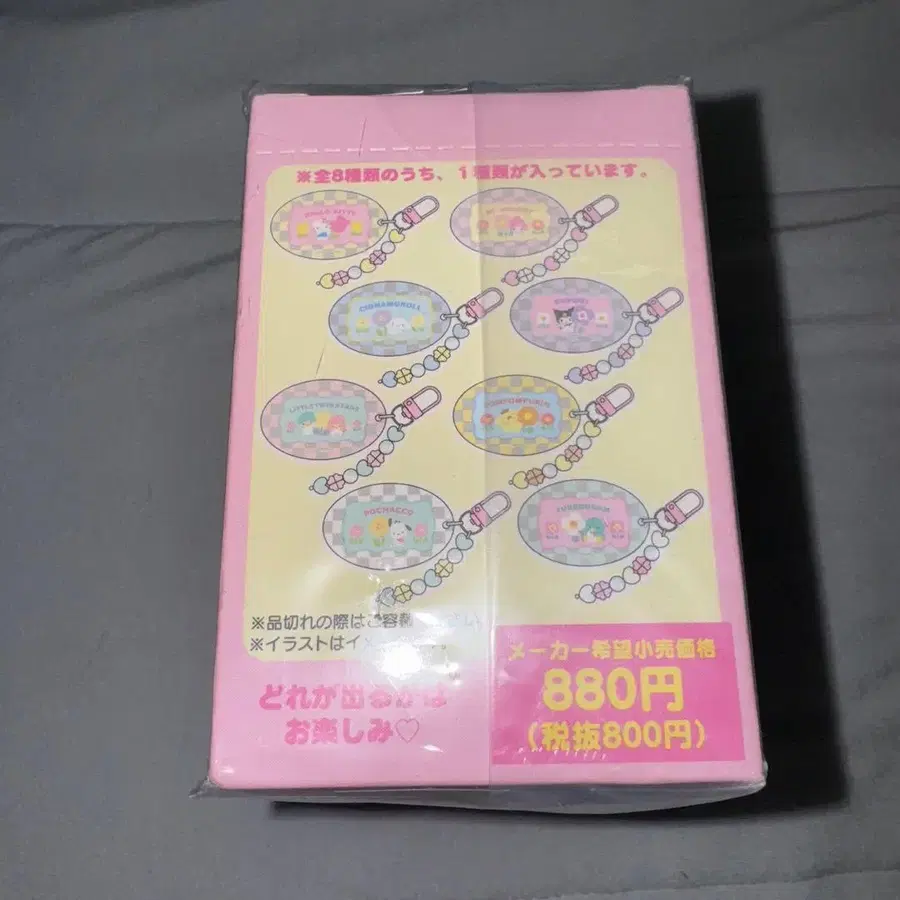 ※全8種類のうち、1種類が入っています。
HELLO KITTY
CINNAMOROLL
KUROMI
LITTLETWINSTARS
POMPOMPURIN
POCHACCO
※品切れの際はご容
※イラストはイ
どれが出るかは
お楽しみ♡
メーカー希望小売価格
880円
(税抜800円)